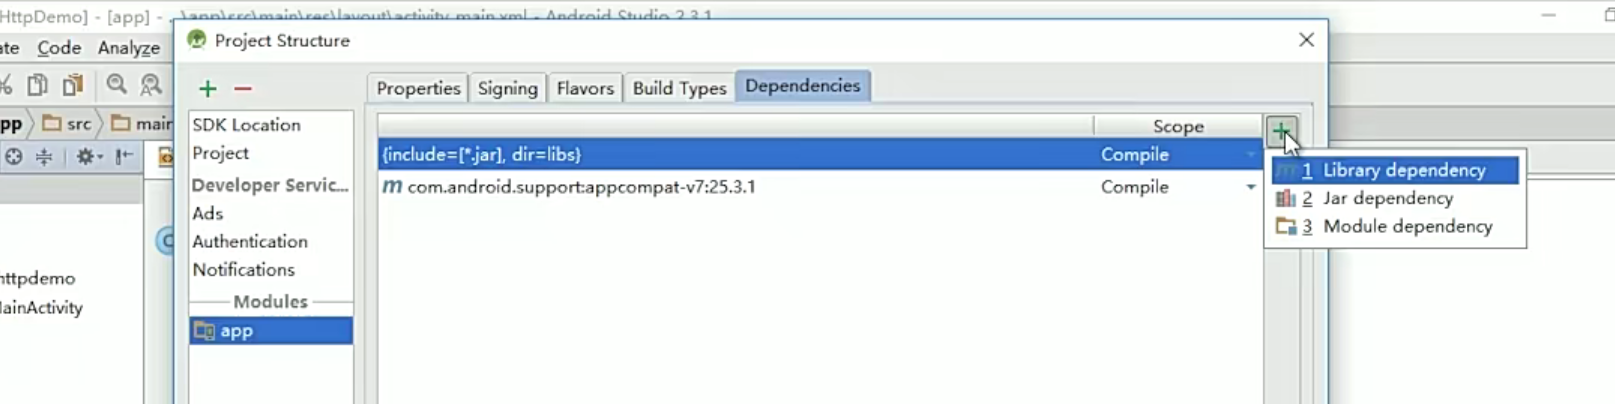 HttpDemo] - [app] - ...\app\src\main\res\layout\activity_main.xml - Android Studio 2.3.1
ate Code Analyze
Project Structure
Properties Signing Flavors Build Types Dependencies
pp src main
SDK Location
Project
Developer Servic...
Ads
Authentication
Notifications
Modules
app
Scope
{include=[*.jar], dir=libs} Compile
m com.android.support:appcompat-v7:25.3.1 Compile
1 Library dependency
2 Jar dependency
3 Module dependency
httpdemo
MainActivity